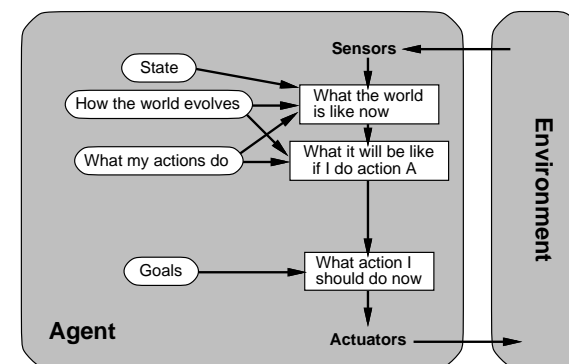 Sensors
State
How the world evolves
What my actions do
What the world
is like now
What it will be like
if I do action A
Goals
What action I
should do now
Agent
Actuators
Environment